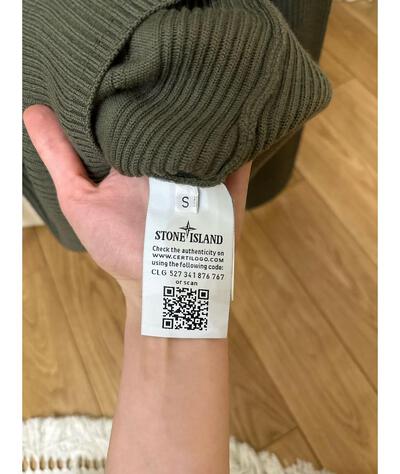 S
STONE ISLAND
Check the authenticity on
WWW.CERTILOGO.COM
using the following code:
CLG 527 341 876 767
or scan